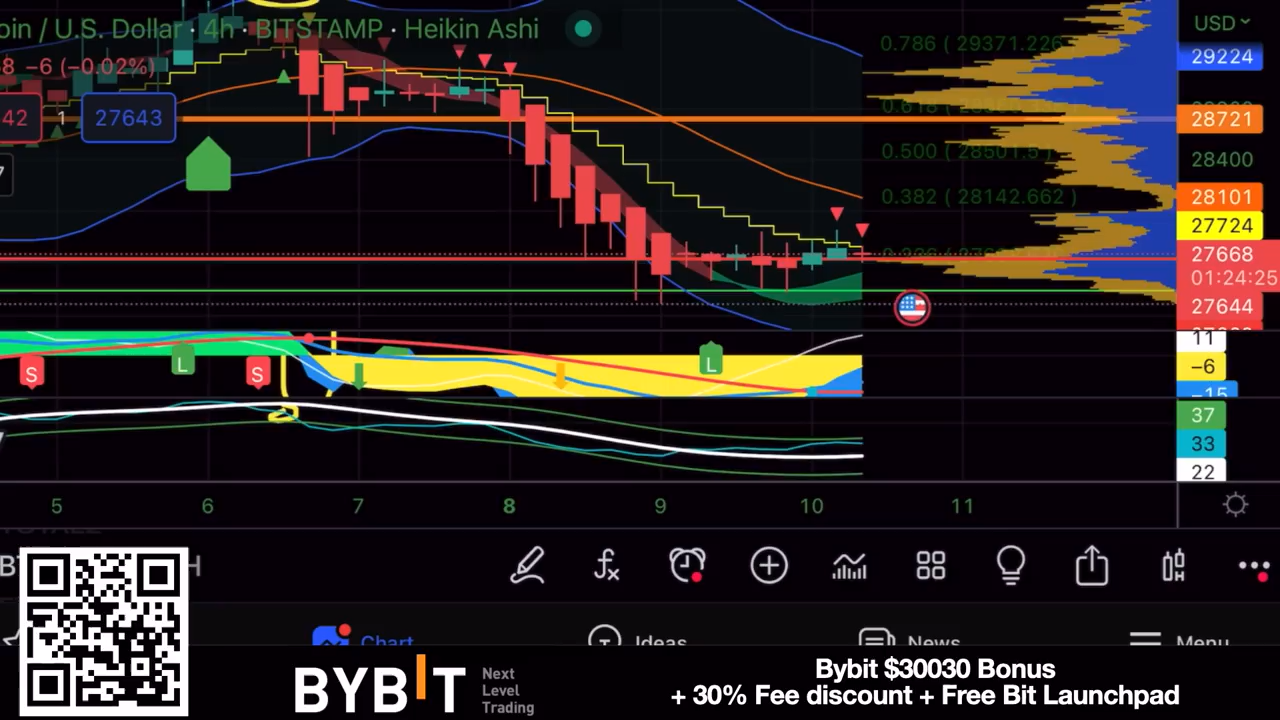 oin / U.S. Dollar · 4h · BITSTAMP · Heikin Ashi
USD
8 −6 (−0.02%)
0.786 ( 29371.226
29224
42
1
27643
28721
0.500 ( 28501.5
28400
7
0.382 ( 28142.662 )
28101
27724
27668
01:24:25
27644
11
−6
−15
S
L
S
L
37
33
22
5 6 7 8 9 10 11
Chart
Ideas
News
Menu
BYBIT
Next
Level
Trading
Bybit $30030 Bonus
+ 30% Fee discount + Free Bit Launchpad